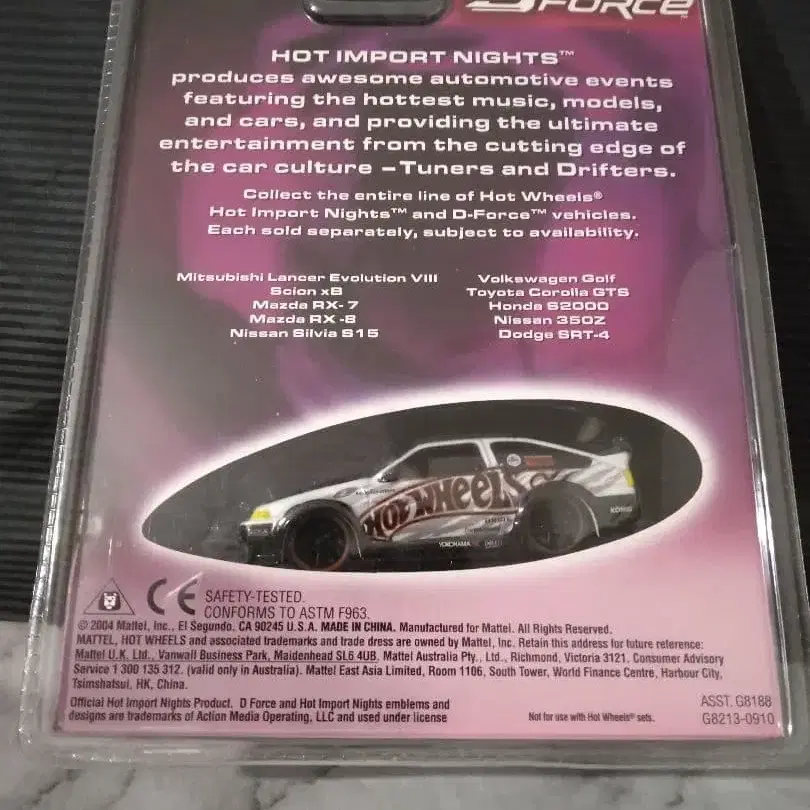 FORCE™
HOT IMPORT NIGHTS™
produces awesome automotive events
featuring the hottest music, models,
and cars, and providing the ultimate
entertainment from the cutting edge of
the car culture – Tuners and Drifters.
Collect the entire line of Hot Wheels®
Hot Import Nights™ and D-Force™ vehicles.
Each sold separately, subject to availability.
Mitsubishi Lancer Evolution VIII
Scion xB
Mazda RX-7
Mazda RX -8
Nissan Silvia S15
Volkswagen Golf
Toyota Corolla GTS
Honda S2000
Nissan 350Z
Dodge SRT-4
HOT WHEELS
KONIG
YOKOHAMA
CE
SAFETY-TESTED.
CONFORMS TO ASTM F963.
© 2004 Mattel, Inc., El Segundo, CA 90245 U.S.A. MADE IN CHINA. Manufactured for Mattel. All Rights Reserved.
MATTEL, HOT WHEELS and associated trademarks and trade dress are owned by Mattel, Inc. Retain this address for future reference:
Mattel U.K. Ltd., Vanwall Business Park, Maidenhead SL6 4UB. Mattel Australia Pty., Ltd., Richmond, Victoria 3121. Consumer Advisory
Service 1 300 135 312. (valid only in Australia). Mattel East Asia Limited, Room 1106, South Tower, World Finance Centre, Harbour City,
Tsimshatsui, HK, China.
Official Hot Import Nights Product. D Force and Hot Import Nights emblems and
designs are trademarks of Action Media Operating, LLC and used under license
Not for use with Hot Wheels® sets.
ASST. G8188
G8213-0910